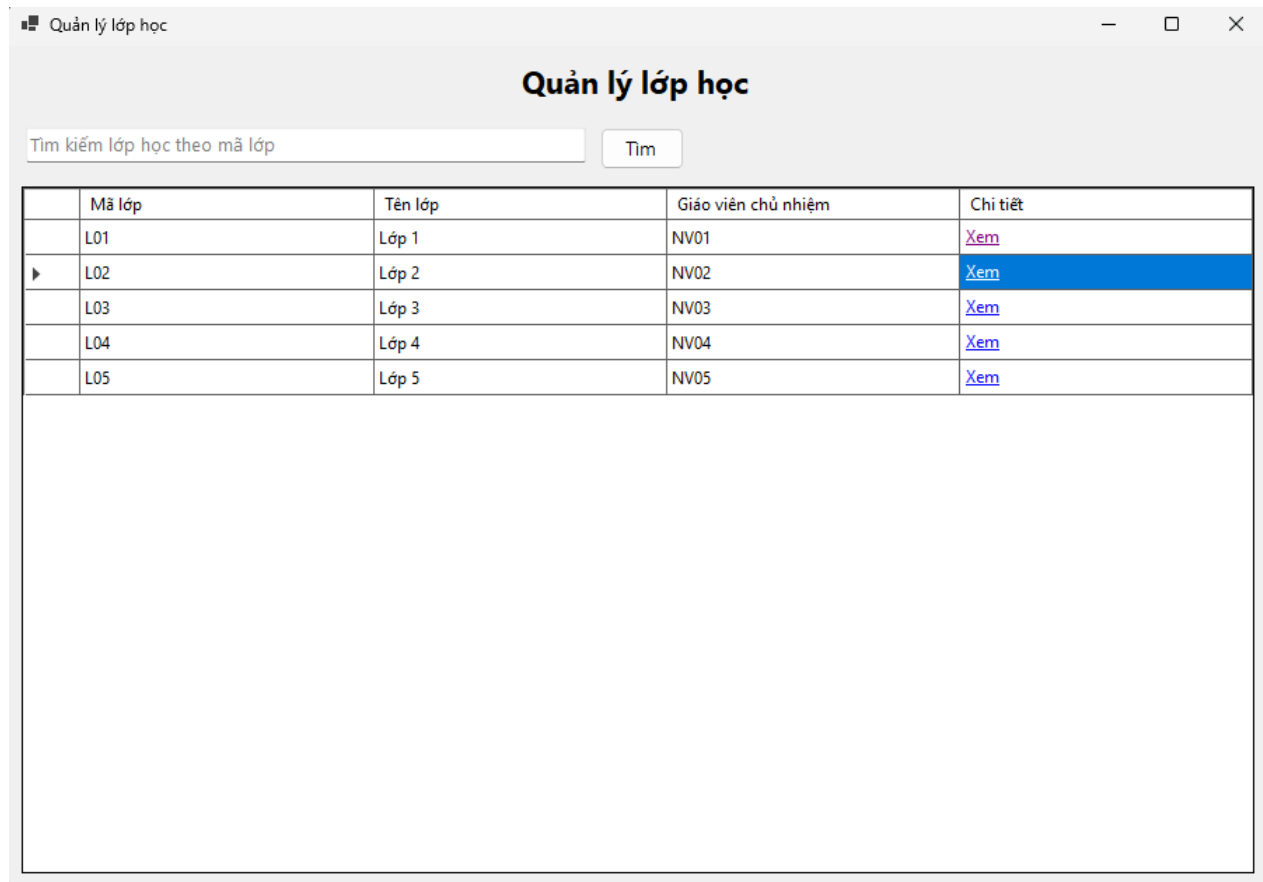 Quản lý lớp học
Quản lý lớp học
Tìm kiếm lớp học theo mã lớp Tìm
Mã lớp Tên lớp Giáo viên chủ nhiệm Chi tiết
L01 Lớp 1 NV01 Xem
L02 Lớp 2 NV02 Xem
L03 Lớp 3 NV03 Xem
L04 Lớp 4 NV04 Xem
L05 Lớp 5 NV05 Xem